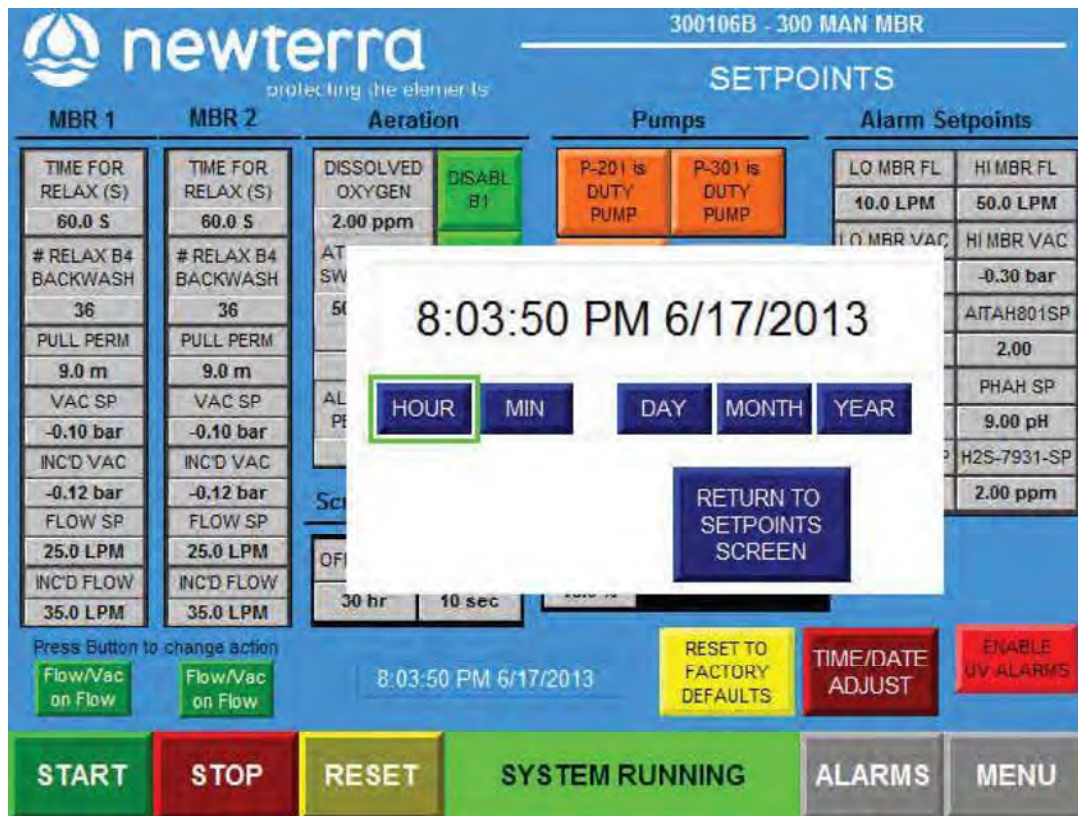 newterra
protecting the elements
300106B - 300 MAN MBR
SETPOINTS
MBR 1
MBR 2
Aeration
Pumps
Alarm Setpoints
TIME FOR
RELAX (S)
60.0 S
# RELAX B4
BACKWASH
36
PULL PERM
9.0 m
VAC SP
-0.10 bar
INC'D VAC
-0.12 bar
FLOW SP
25.0 LPM
INC'D FLOW
35.0 LPM
TIME FOR
RELAX (S)
60.0 S
# RELAX B4
BACKWASH
36
PULL PERM
9.0 m
VAC SP
-0.10 bar
INC'D VAC
-0.12 bar
FLOW SP
25.0 LPM
INC'D FLOW
35.0 LPM
DISSOLVED
OXYGEN
2.00 ppm
DISABL
B1
P-201 is
DUTY
PUMP
P-301 is
DUTY
PUMP
LO MBR FL
10.0 LPM
LO MBR VAC
HI MBR FL
50.0 LPM
HI MBR VAC
-0.30 bar
AITAH801SP
2.00
PHAH SP
9.00 pH
H2S-7931-SP
2.00 ppm
8:03:50 PM 6/17/2013
HOUR
MIN
DAY
MONTH
YEAR
RETURN TO
SETPOINTS
SCREEN
30 hr
10 sec
Press Button to change action
Flow/Vac
on Flow
Flow/Vac
on Flow
8:03:50 PM 6/17/2013
RESET TO
FACTORY
DEFAULTS
TIME/DATE
ADJUST
ENABLE
UV ALARMS
START
STOP
RESET
SYSTEM RUNNING
ALARMS
MENU